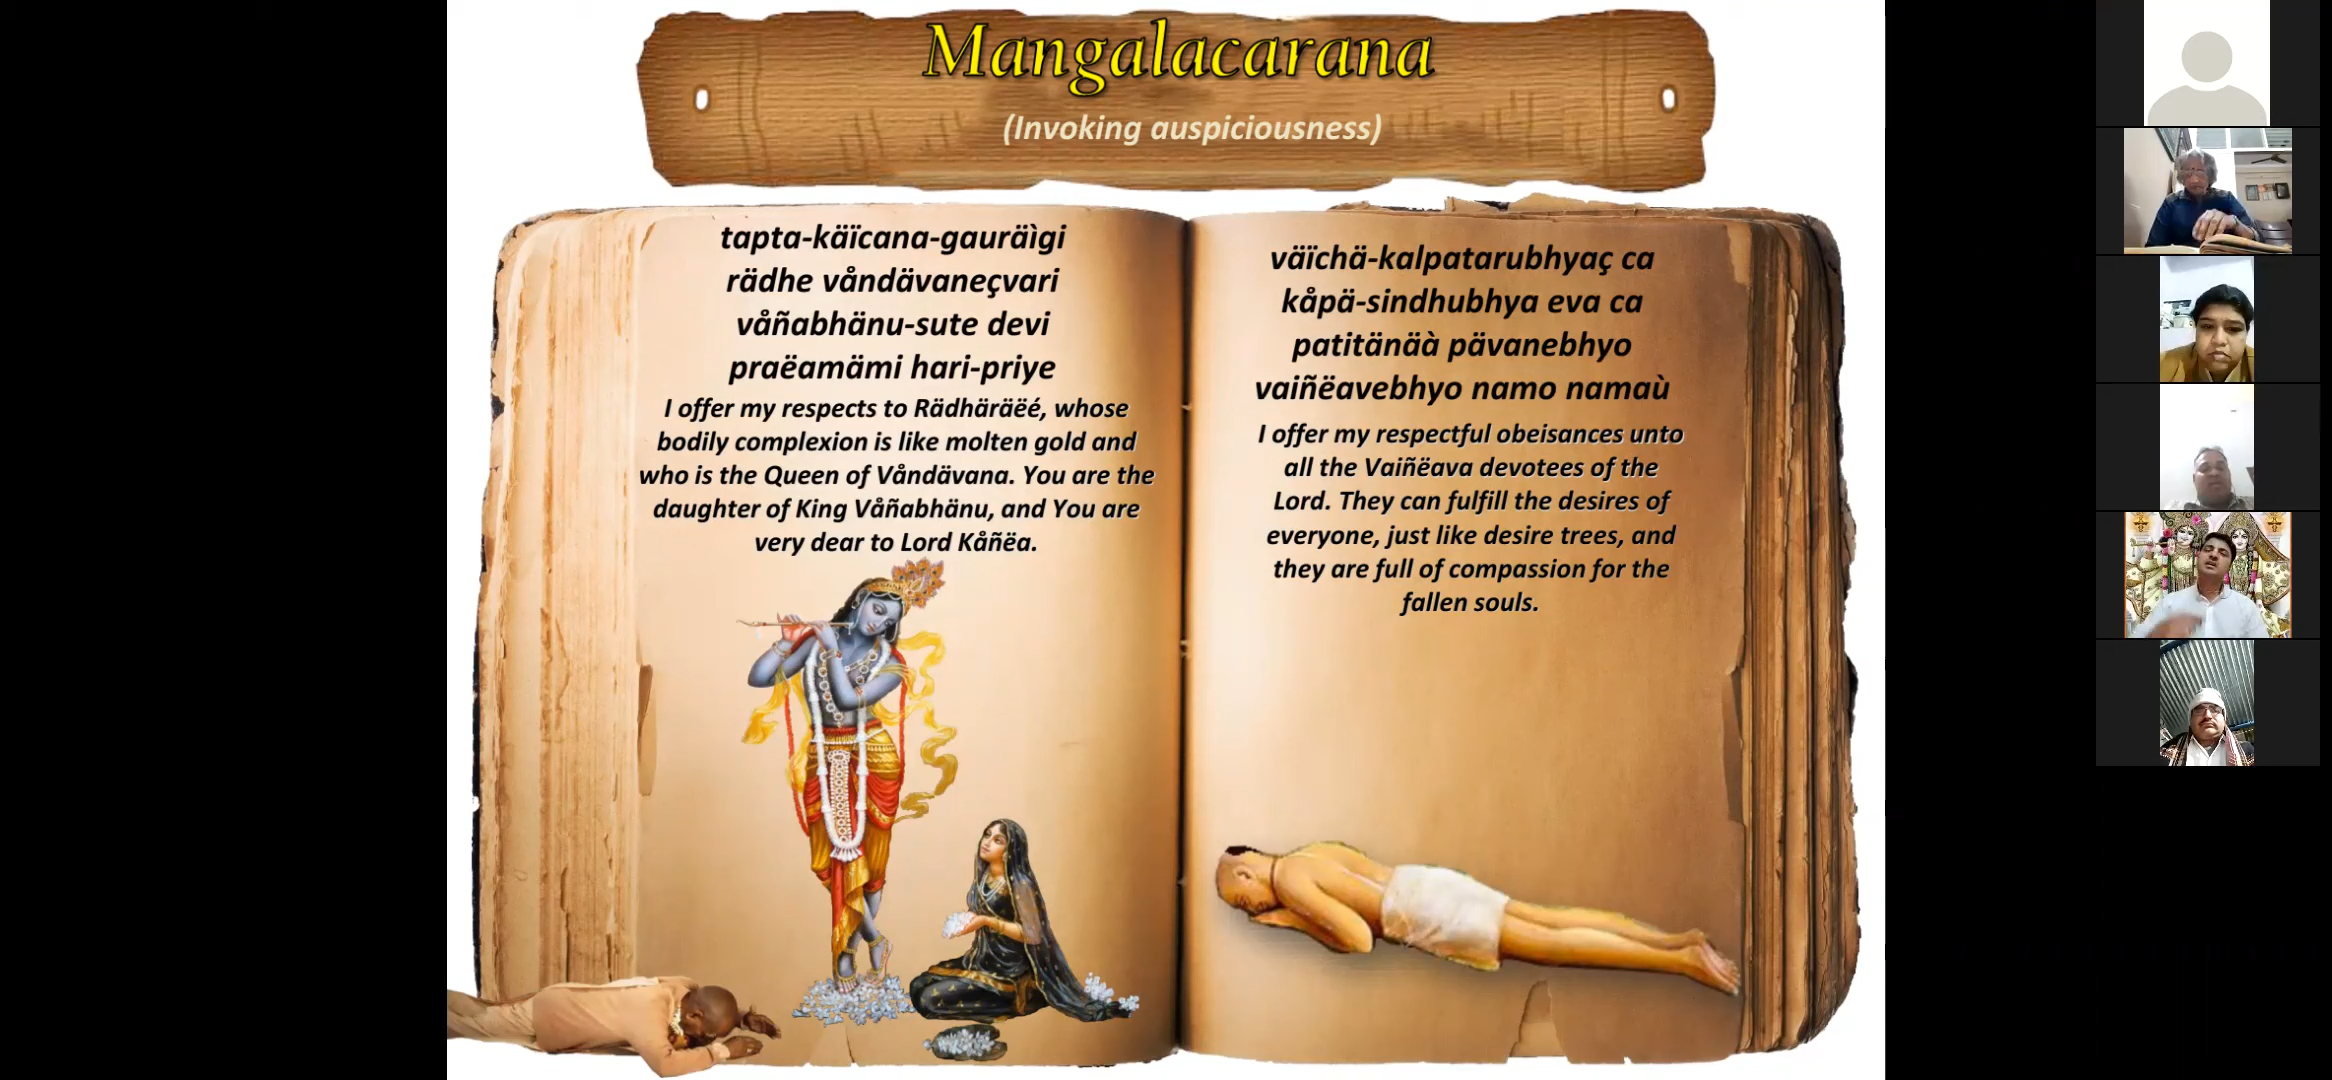 Mangalacarana
(Invoking auspiciousness)
tapta-käïcana-gauräìgi
rädhe våndävaneçvari
våñabhänu-sute devi
praëamämi hari-priye
I offer my respects to Rädhäräëé, whose
bodily complexion is like molten gold and
who is the Queen of Våndävana. You are the
daughter of King Våñabhänu, and You are
very dear to Lord Kåñëa.
väïchä-kalpatarubhyaç ca
kåpä-sindhubhya eva ca
patitänäà pävanebhyo
vaiñëavebhyo namo namaù
I offer my respectful obeisances unto
all the Vaiñëava devotees of the
Lord. They can fulfill the desires of
everyone, just like desire trees, and
they are full of compassion for the
fallen souls.